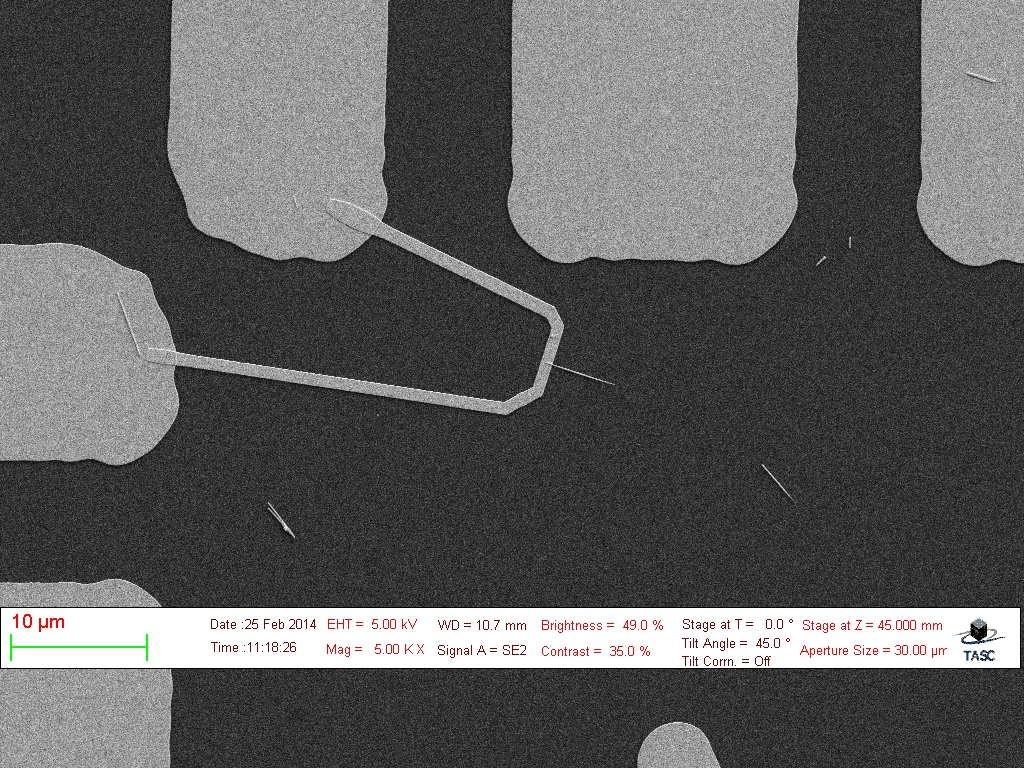 10 µm
Date :25 Feb 2014 EHT = 5.00 kV WD = 10.7 mm Brightness = 49.0 % Stage at T = 0.0 ° Stage at Z = 45.000 mm
Time :11:18:26 Mag = 5.00 K X Signal A = SE2 Contrast = 35.0 % Tilt Angle = 45.0 ° Aperture Size = 30.00 µm
Tilt Corrn. = Off
TASC